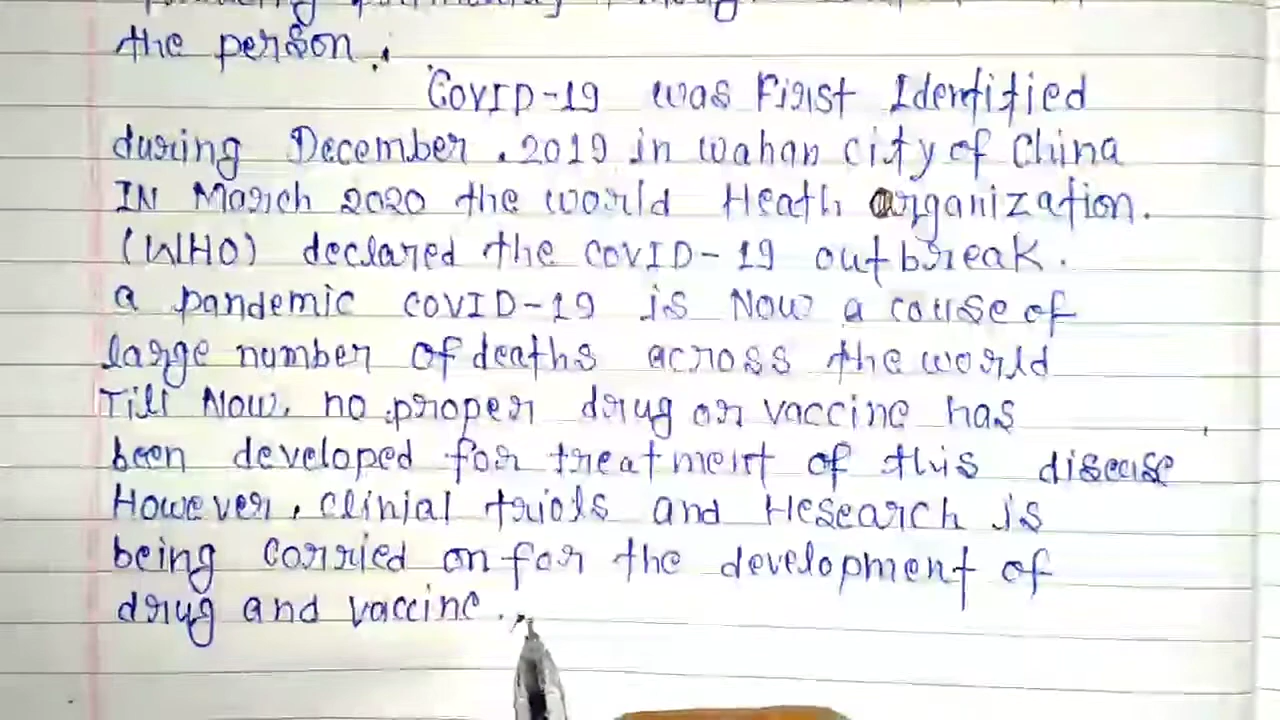 the person.
COVID-19 was First Identified
during December, 2019 in wahan city of China
IN March 2020 the world Heath organization.
(WHO) declared the COVID-19 outbreak.
a pandemic COVID-19 is Now a couse of
large number of deaths across the world
Till Now, no proper drug or vaccine has
been developed for treatment of this disease
However, clinial trials and Research is
being carried on for the development of
drug and vaccine.